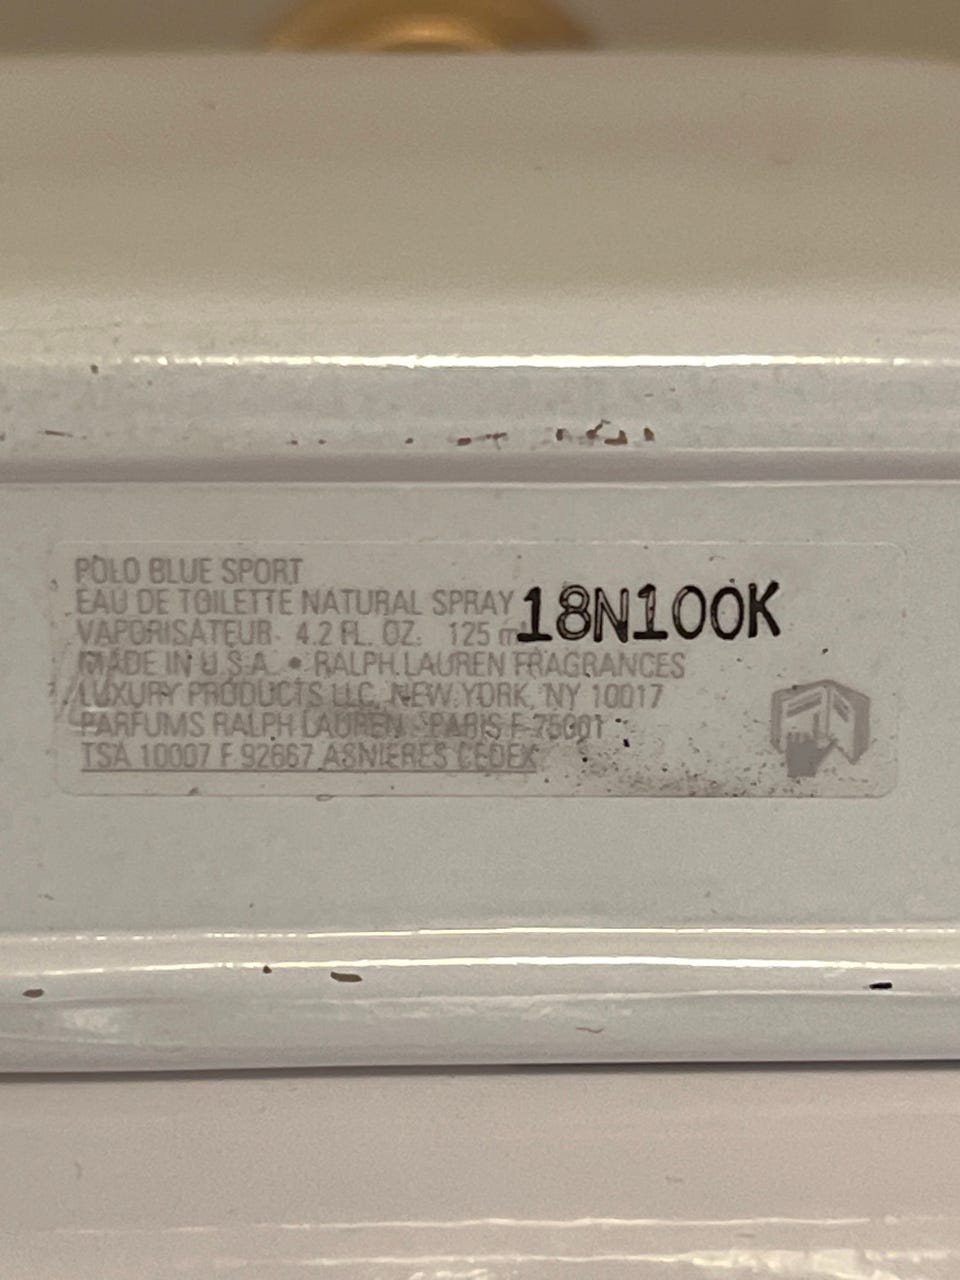 POLO BLUE SPORT
EAU DE TOILETTE NATURAL SPRAY
VAPORISATEUR 4.2 FL. OZ. 125 ml 18N100K
MADE IN U.S.A. • RALPH LAUREN FRAGRANCES
LUXURY PRODUCTS LLC, NEW YORK, NY 10017
PARFUMS RALPH LAUREN PARIS F-75001
TSA 10007 F 92667 ASNIERES CEDEX